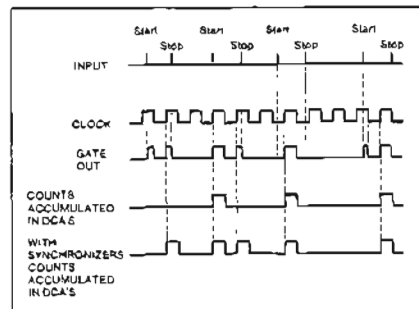 Start Start Start Start
Stop Stop Stop Stop
INPUT
CLOCK
GATE
OUT
COUNTS
ACCUMULATED
IN DCA'S
WITH
SYNCHRONIZERS
COUNTS
ACCUMULATED
IN DCA'S